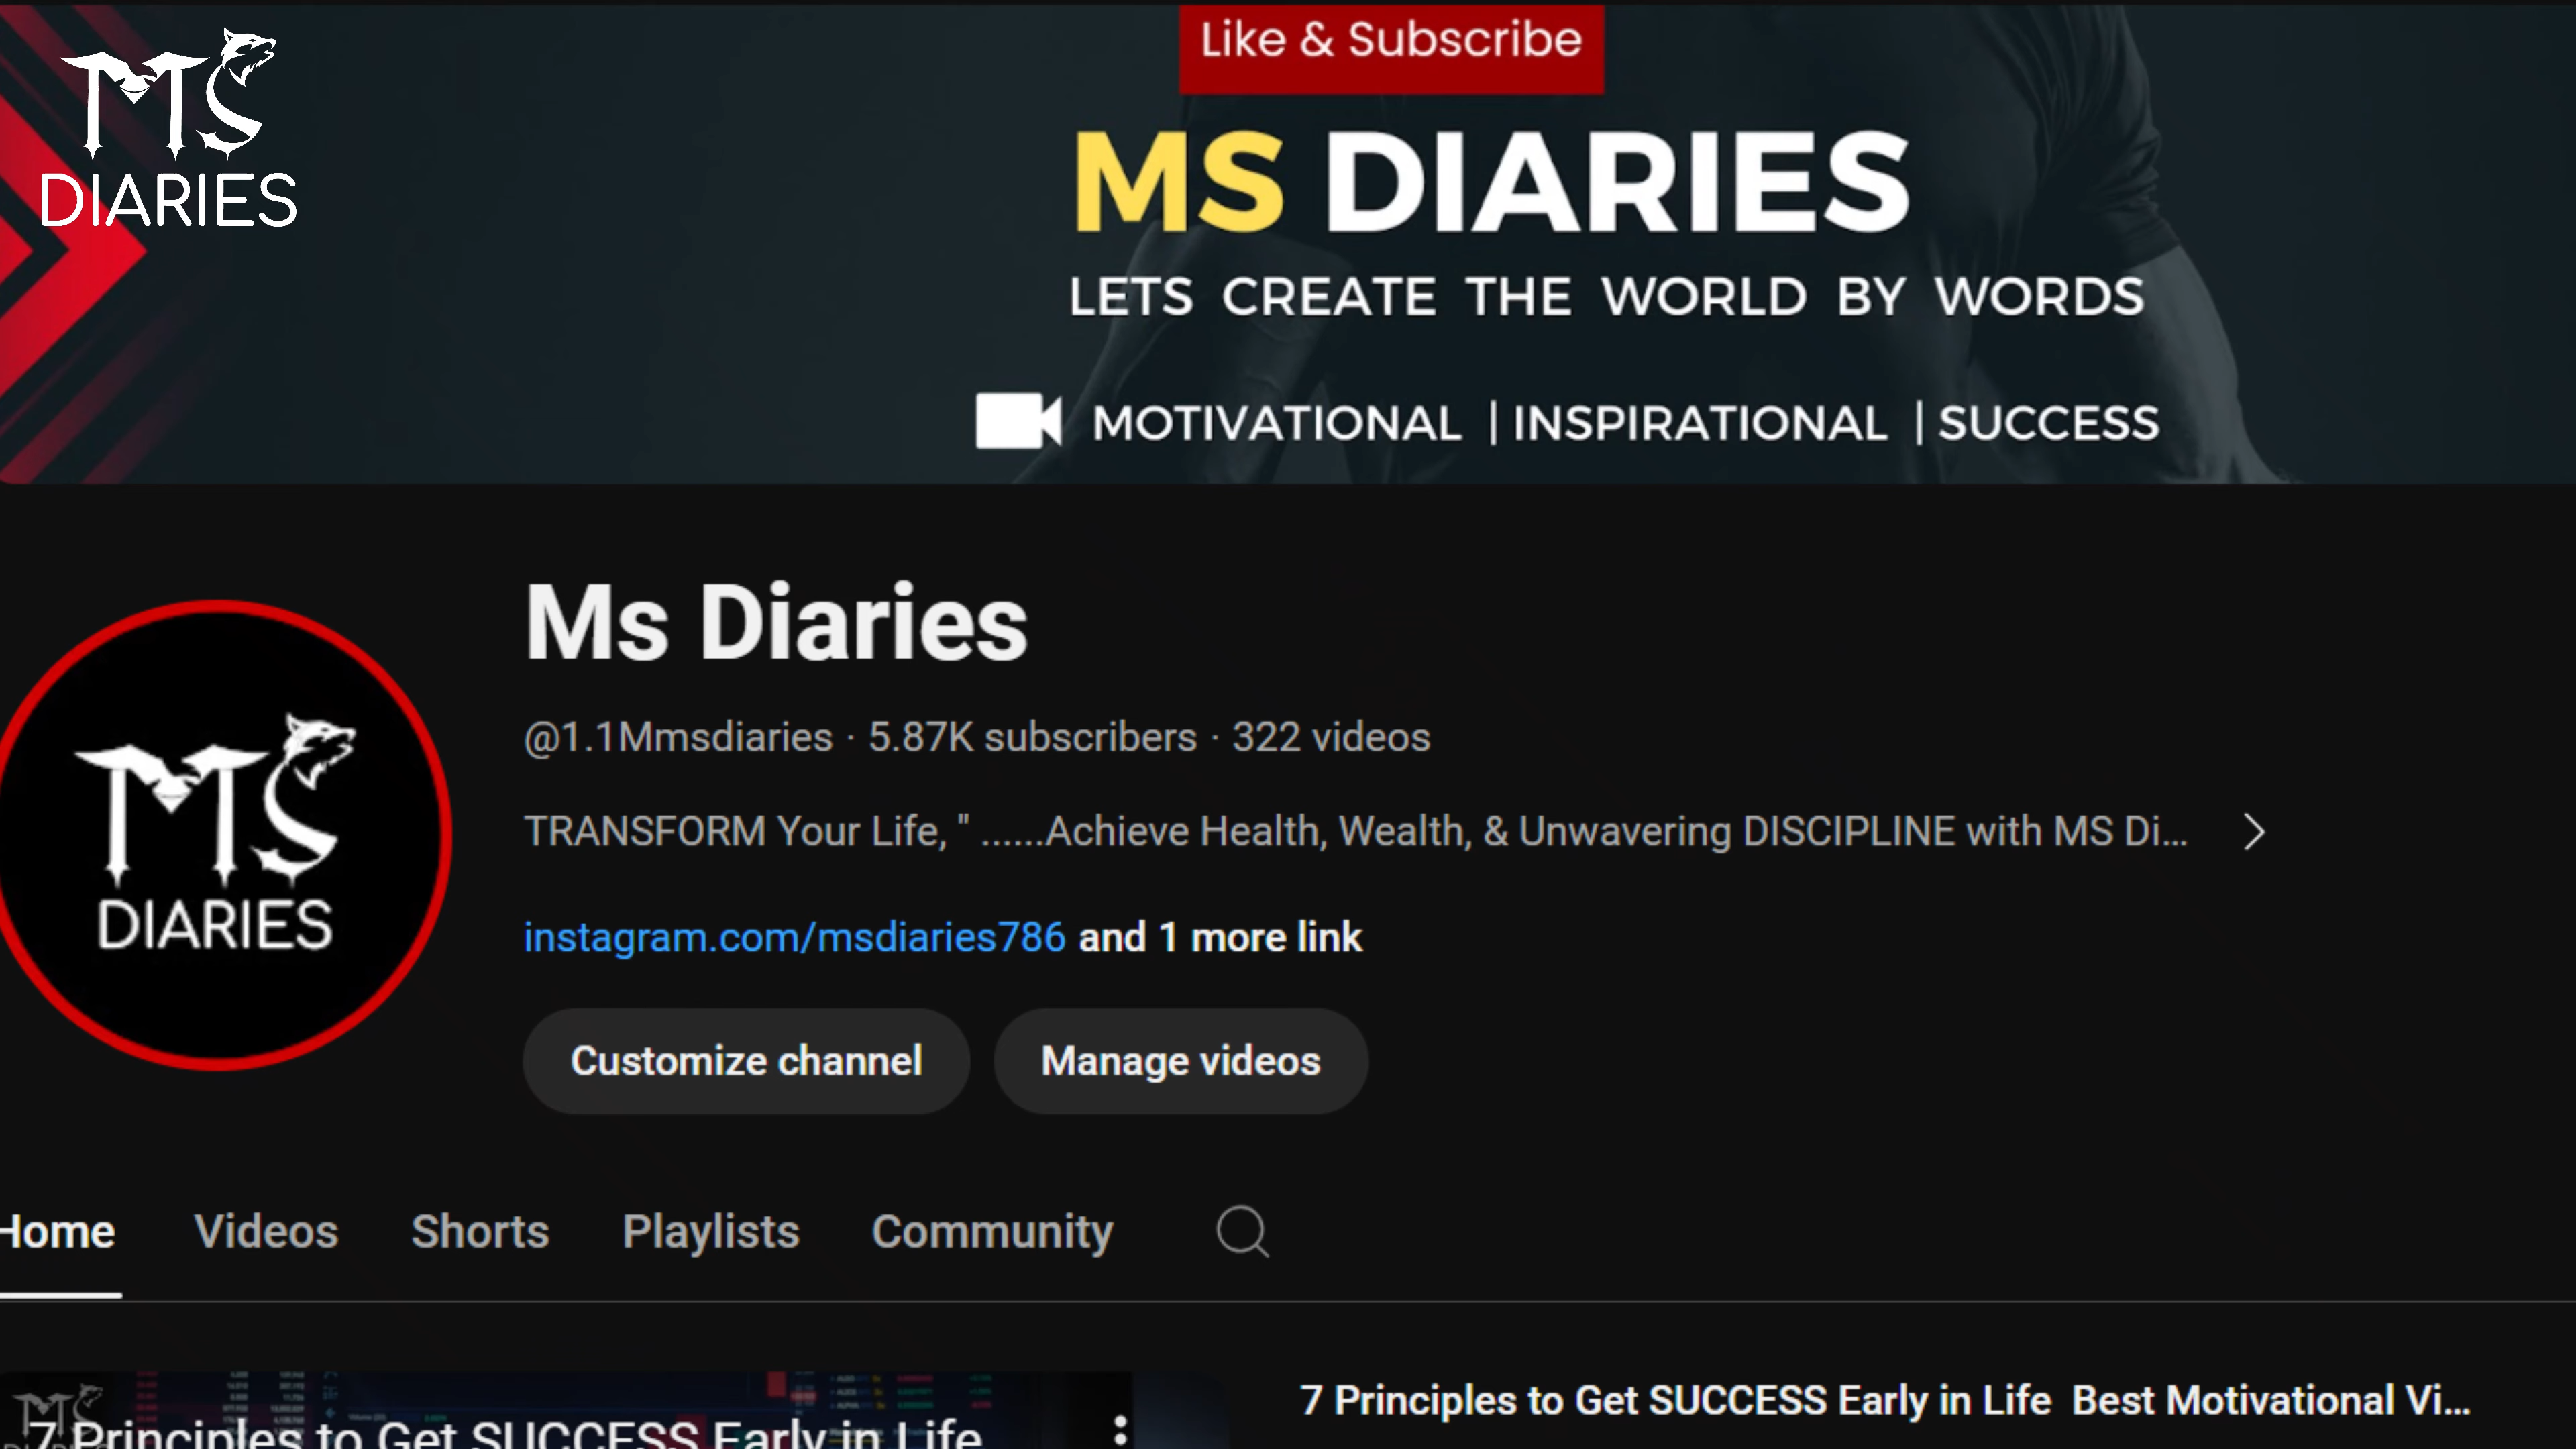 MS
DIARIES
Like & Subscribe
MS DIARIES
LETS CREATE THE WORLD BY WORDS
MOTIVATIONAL | INSPIRATIONAL | SUCCESS
MS
DIARIES
Ms Diaries
@1.1Mmsdiaries · 5.87K subscribers · 322 videos
TRANSFORM Your Life, " ......Achieve Health, Wealth, & Unwavering DISCIPLINE with MS Di...
instagram.com/msdiaries786 and 1 more link
Customize channel
Manage videos
Home
Videos
Shorts
Playlists
Community
MS
7 Principles to Get SUCCESS Early in Life
7 Principles to Get SUCCESS Early in Life Best Motivational Vi...